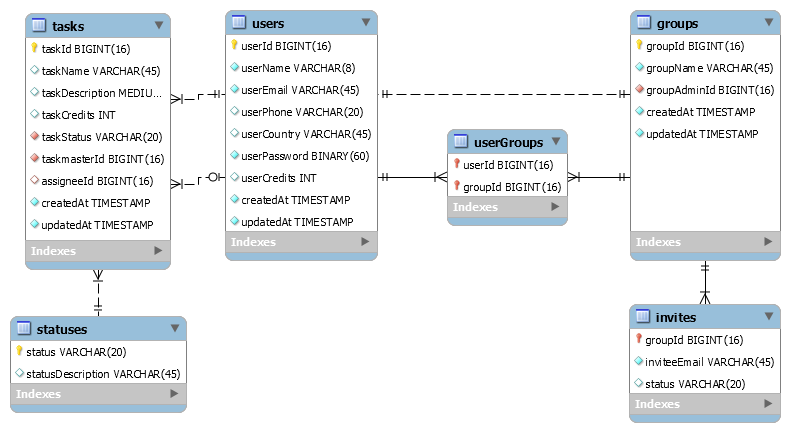 tasks
taskId BIGINT(16)
taskName VARCHAR(45)
taskDescription MEDIU...
taskCredits INT
taskStatus VARCHAR(20)
taskmasterId BIGINT(16)
assigneeId BIGINT(16)
createdAt TIMESTAMP
updatedAt TIMESTAMP
Indexes
users
userId BIGINT(16)
userName VARCHAR(8)
userEmail VARCHAR(45)
userPhone VARCHAR(20)
userCountry VARCHAR(45)
userPassword BINARY(60)
userCredits INT
createdAt TIMESTAMP
updatedAt TIMESTAMP
Indexes
groups
groupId BIGINT(16)
groupName VARCHAR(45)
groupAdminId BIGINT(16)
createdAt TIMESTAMP
updatedAt TIMESTAMP
Indexes
userGroups
userId BIGINT(16)
groupId BIGINT(16)
Indexes
statuses
status VARCHAR(20)
statusDescription VARCHAR(45)
Indexes
invites
groupId BIGINT(16)
inviteeEmail VARCHAR(45)
status VARCHAR(20)
Indexes